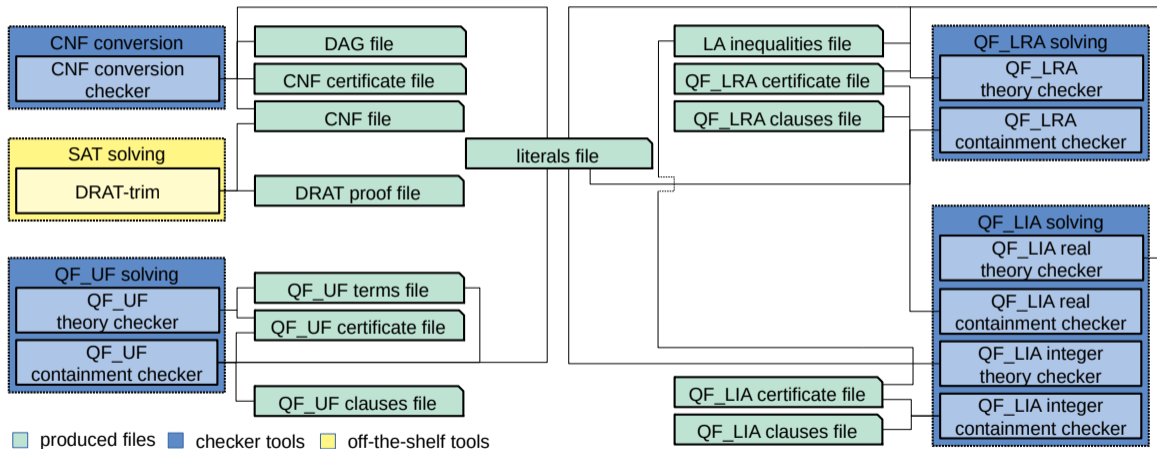 CNF conversion
CNF conversion
checker
SAT solving
DRAT-trim
QF_UF solving
QF_UF
theory checker
QF_UF
containment checker
DAG file
CNF certificate file
CNF file
DRAT proof file
QF_UF terms file
QF_UF certificate file
QF_UF clauses file
literals file
LA inequalities file
QF_LRA certificate file
QF_LRA clauses file
QF_LIA certificate file
QF_LIA clauses file
QF_LRA solving
QF_LRA
theory checker
QF_LRA
containment checker
QF_LIA solving
QF_LIA real
theory checker
QF_LIA real
containment checker
QF_LIA integer
theory checker
QF_LIA integer
containment checker
produced files
checker tools
off-the-shelf tools